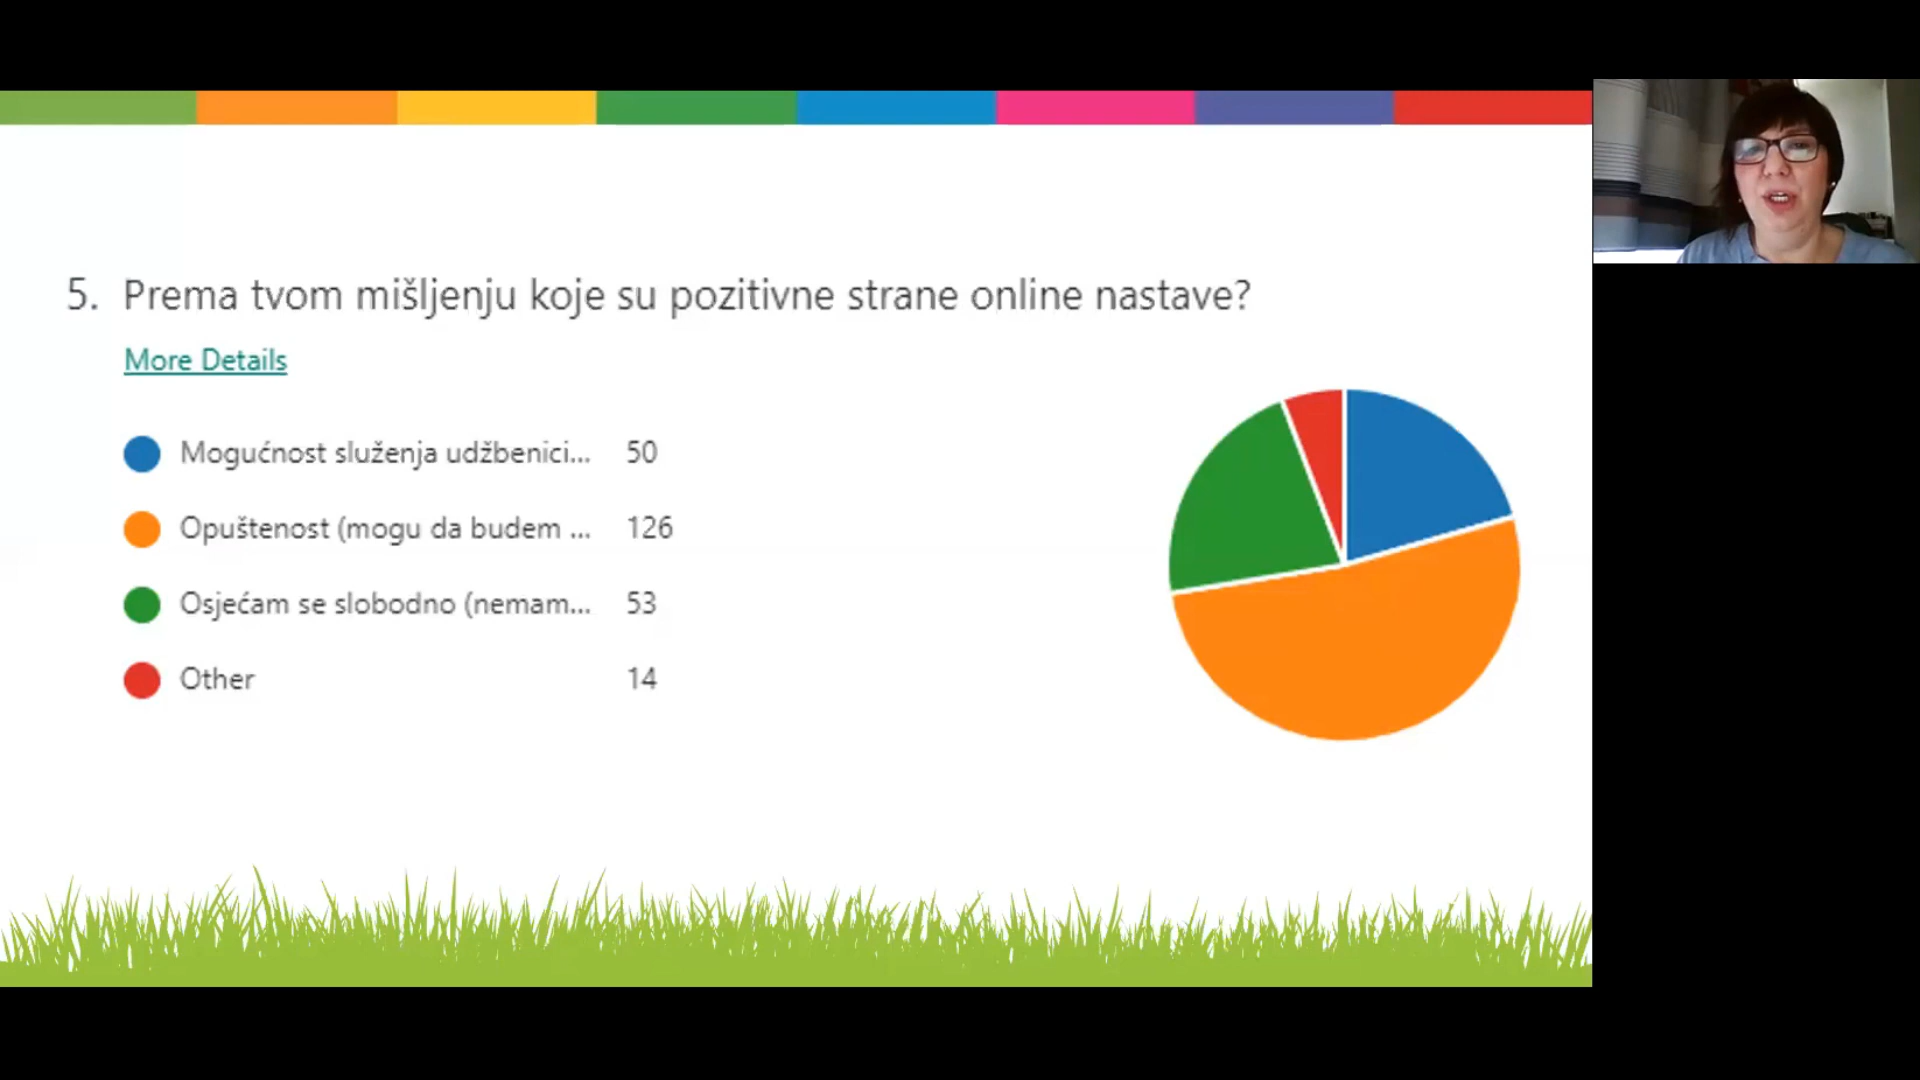 5. Prema tvom mišljenju koje su pozitivne strane online nastave?
More Details
Mogućnost služenja udžbenici... 50
Opuštenost (mogu da budem ... 126
Osjećam se slobodno (nemam... 53
Other 14